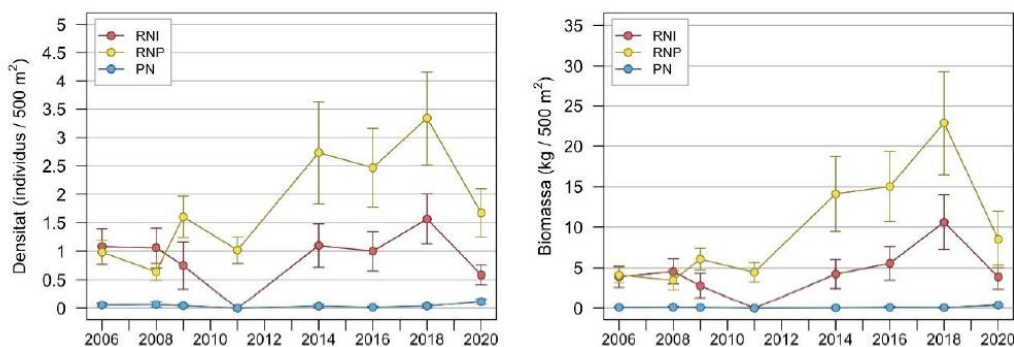 Densitat (individus / 500 m²)
5
4.5
4
3.5
3
2.5
2
1.5
1
0.5
0
RNI
RNP
PN
2006 2008 2010 2012 2014 2016 2018 2020
Biomassa (kg / 500 m²)
35
30
25
20
15
10
5
0
RNI
RNP
PN
2006 2008 2010 2012 2014 2016 2018 2020